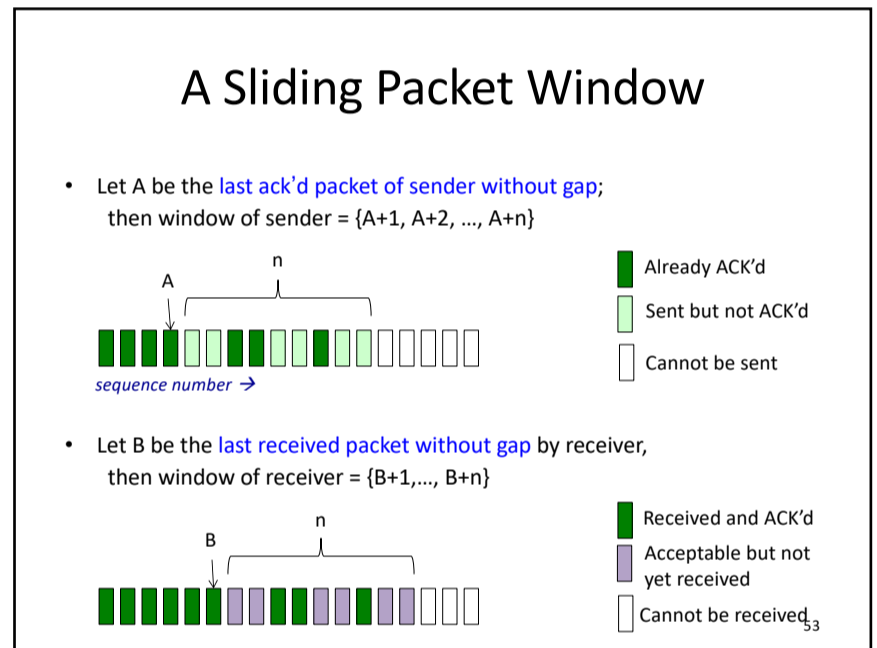 A Sliding Packet Window
• Let A be the last ack’d packet of sender without gap;
then window of sender = {A+1, A+2, …, A+n}
n
A
Already ACK’d
Sent but not ACK’d
Cannot be sent
sequence number →
• Let B be the last received packet without gap by receiver,
then window of receiver = {B+1,…, B+n}
n
B
Received and ACK’d
Acceptable but not
yet received
Cannot be received
53